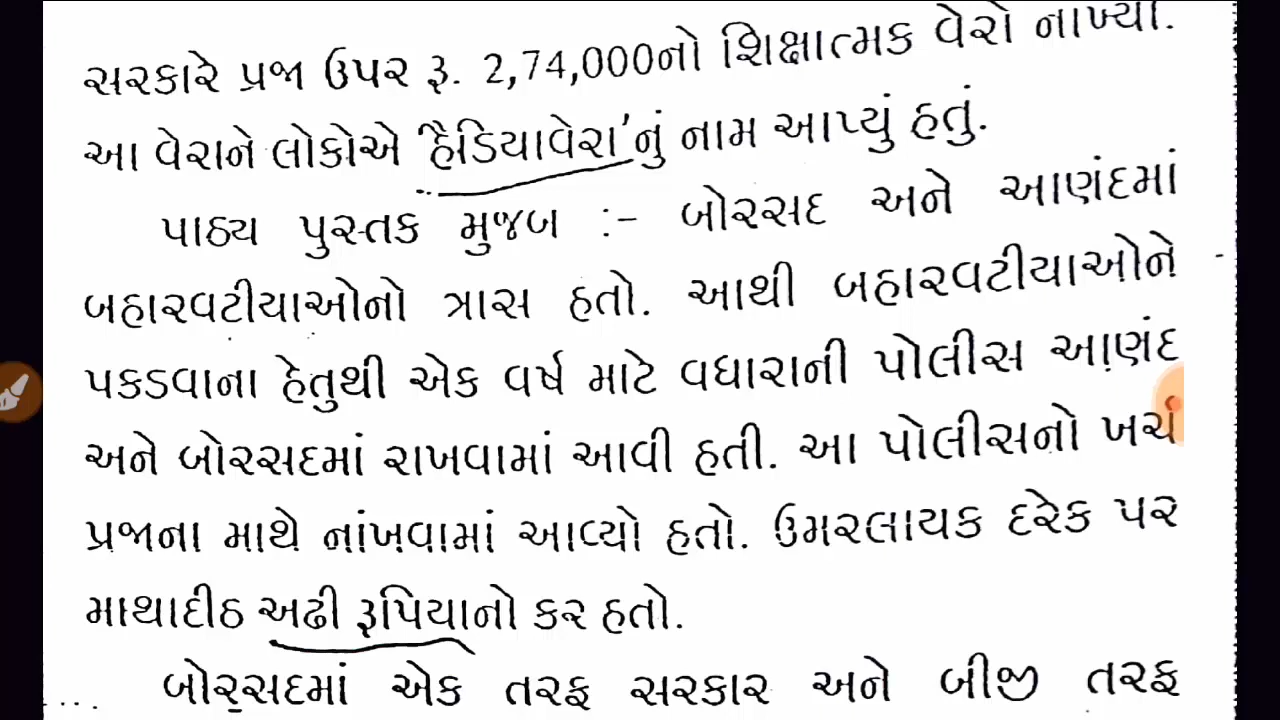 સરકારે પ્રજા ઉપર રૂ. 2,74,000નો શિક્ષાત્મક વેરો નાખ્યો.
આ વેરાને લોકોએ ‘હૈડિયાવેરા’નું નામ આપ્યું હતું.
પાઠ્ય પુસ્તક મુજબ :– બોરસદ અને આણંદમાં
બહારવટીયાઓનો ત્રાસ હતો. આથી બહારવટીયાઓને
પકડવાના હેતુથી એક વર્ષ માટે વધારાની પોલીસ આણંદ
અને બોરસદમાં રાખવામાં આવી હતી. આ પોલીસનો ખર્ચ
પ્રજાના માથે નાંખવામાં આવ્યો હતો. ઉમરલાયક દરેક પર
માથાદીઠ અઢી રૂપિયાનો કર હતો.
બોરસદમાં એક તરફ સરકાર અને બીજી તરફ